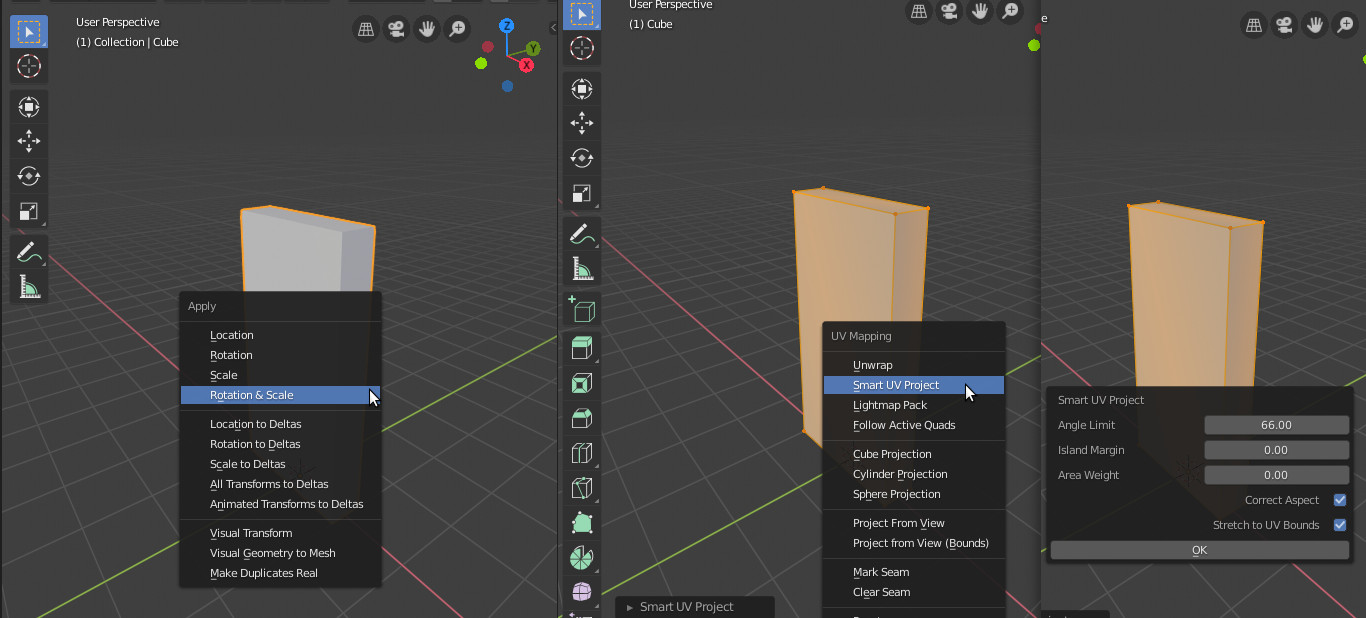 User Perspective
(1) Collection | Cube
Z
Y
X
Apply
Location
Rotation
Scale
Rotation & Scale
Location to Deltas
Rotation to Deltas
Scale to Deltas
All Transforms to Deltas
Animated Transforms to Deltas
Visual Transform
Visual Geometry to Mesh
Make Duplicates Real
User Perspective
(1) Cube
UV Mapping
Unwrap
Smart UV Project
Lightmap Pack
Follow Active Quads
Cube Projection
Cylinder Projection
Sphere Projection
Project From View
Project from View (Bounds)
Mark Seam
Clear Seam
Smart UV Project
e
Smart UV Project
Angle Limit 66.00
Island Margin 0.00
Area Weight 0.00
Correct Aspect
Stretch to UV Bounds
OK